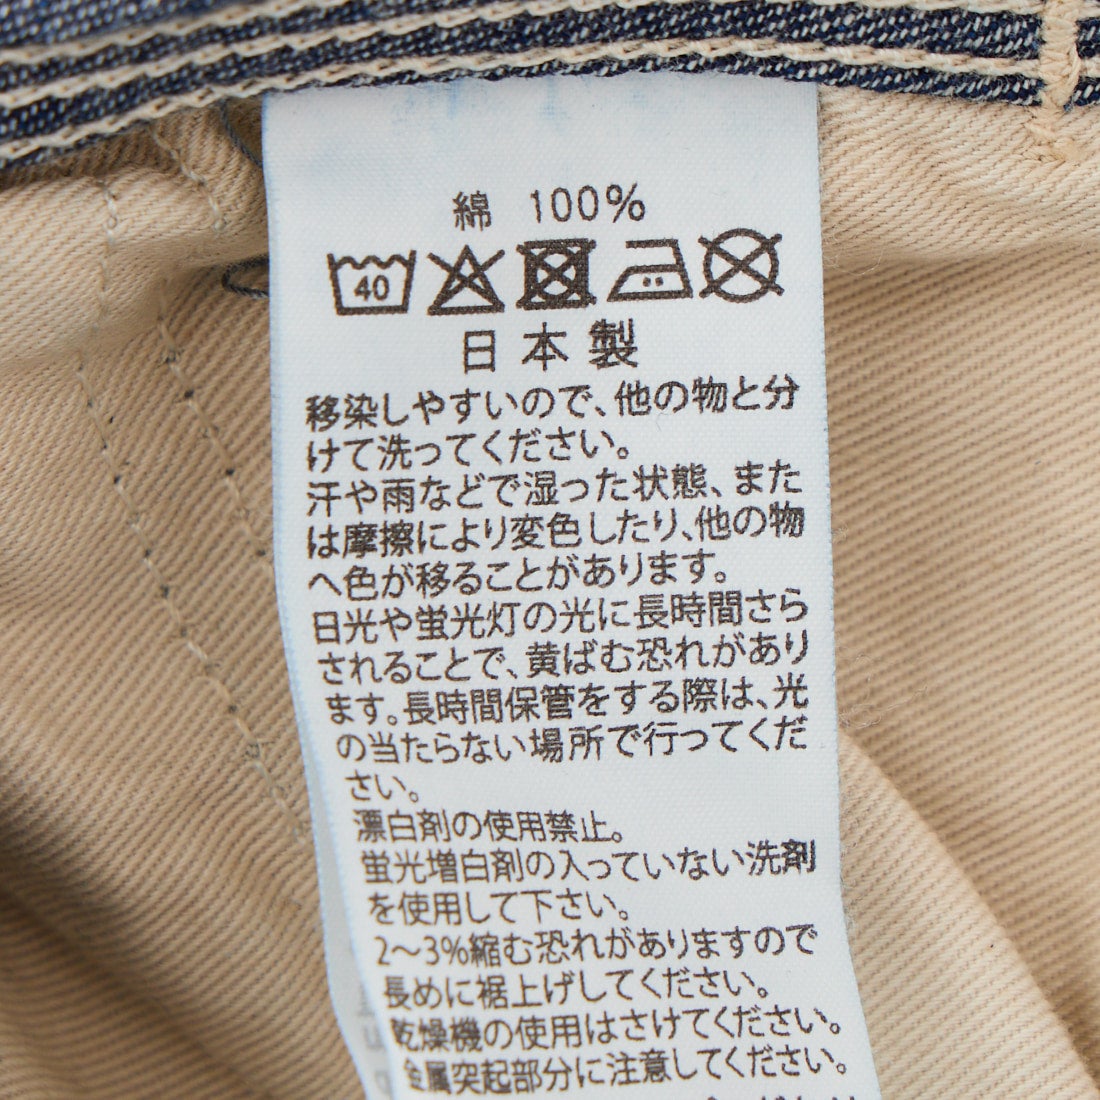 綿 100%
40
日本製
移染しやすいので、他の物と分
けて洗ってください。
汗や雨などで湿った状態、また
は摩擦により変色したり、他の物
へ色が移ることがあります。
日光や蛍光灯の光に長時間さら
されることで、黄ばむ恐れがあり
ます。長時間保管をする際は、光
の当たらない場所で行ってくだ
さい。
漂白剤の使用禁止。
蛍光増白剤の入っていない洗剤
を使用して下さい。
2〜3%縮む恐れがありますので
長めに裾上げしてください。
乾燥機の使用はさけてください。
金属突起部分に注意してください。